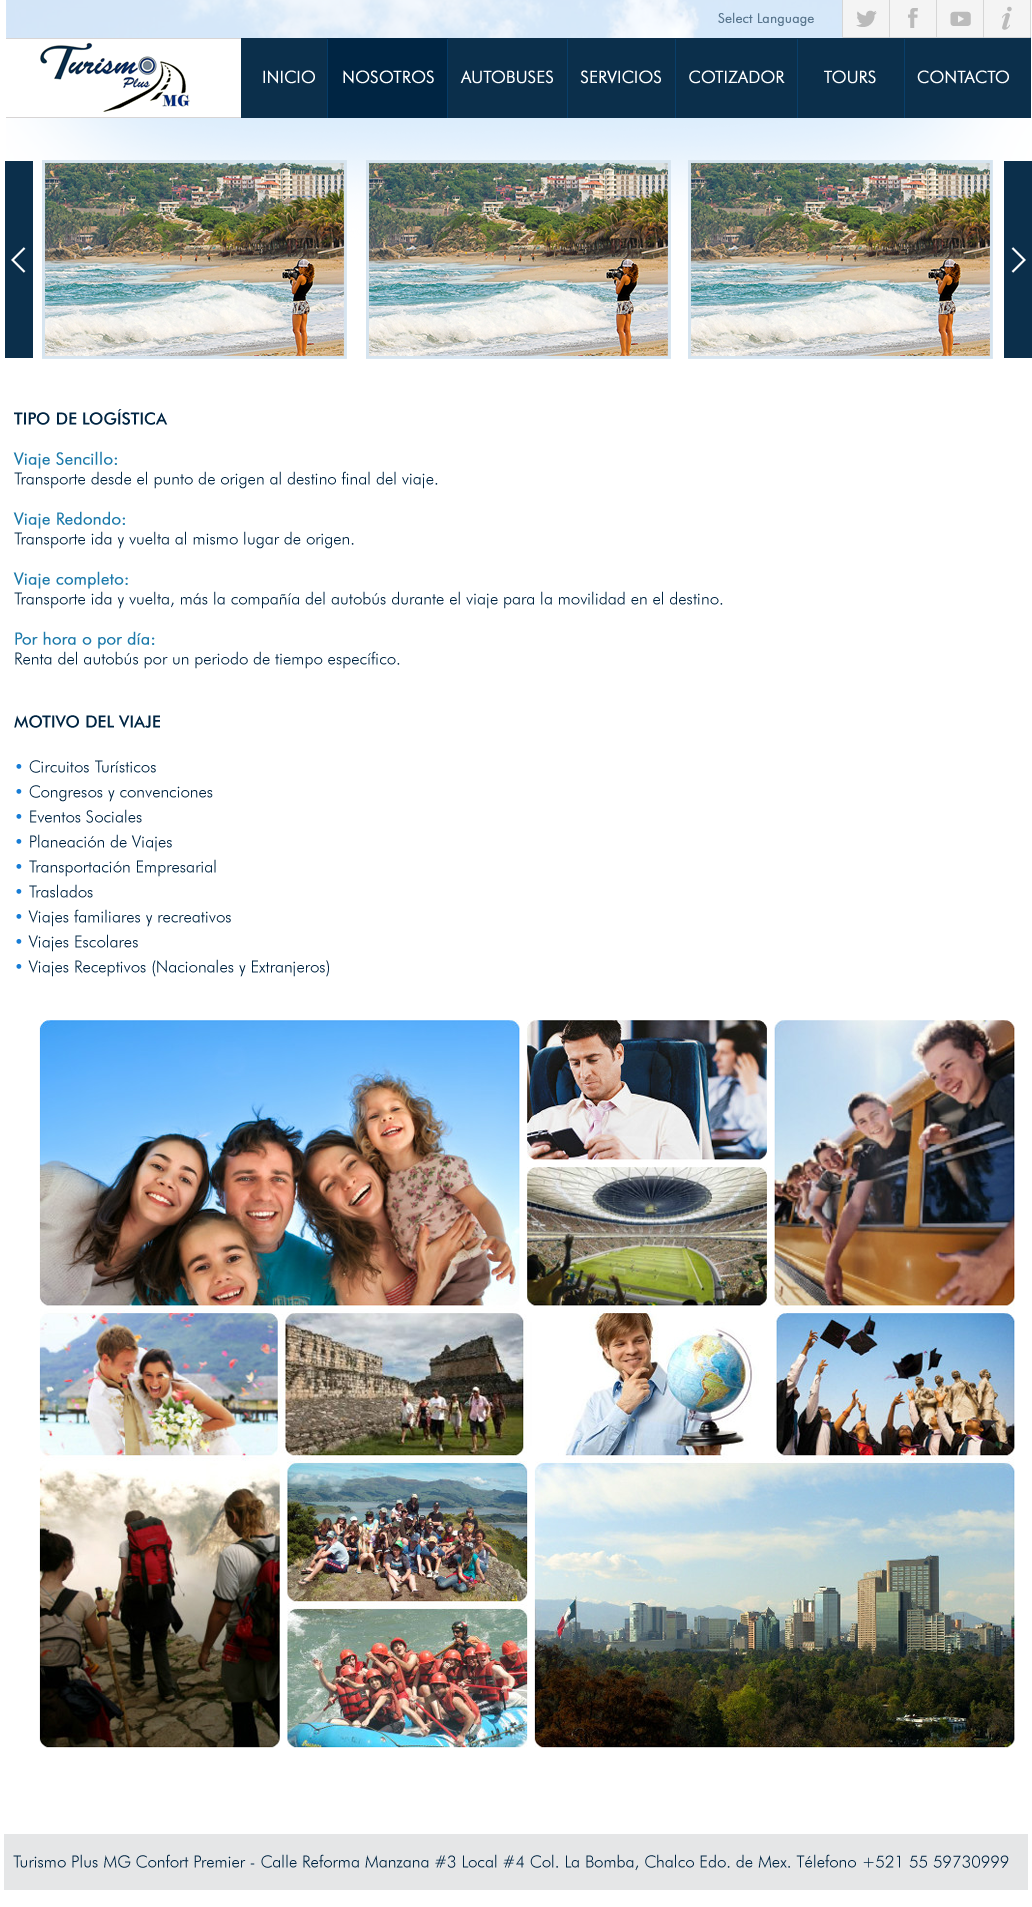 Select Language
Turismo
Plus
MG
INICIO NOSOTROS AUTOBUSES SERVICIOS COTIZADOR TOURS CONTACTO
TIPO DE LOGÍSTICA
Viaje Sencillo:
Transporte desde el punto de origen al destino final del viaje.
Viaje Redondo:
Transporte ida y vuelta al mismo lugar de origen.
Viaje completo:
Transporte ida y vuelta, más la compañía del autobús durante el viaje para la movilidad en el destino.
Por hora o por día:
Renta del autobús por un periodo de tiempo específico.
MOTIVO DEL VIAJE
• Circuitos Turísticos
• Congresos y convenciones
• Eventos Sociales
• Planeación de Viajes
• Transportación Empresarial
• Traslados
• Viajes familiares y recreativos
• Viajes Escolares
• Viajes Receptivos (Nacionales y Extranjeros)
Turismo Plus MG Confort Premier - Calle Reforma Manzana #3 Local #4 Col. La Bomba, Chalco Edo. de Mex. Télefono +521 55 59730999